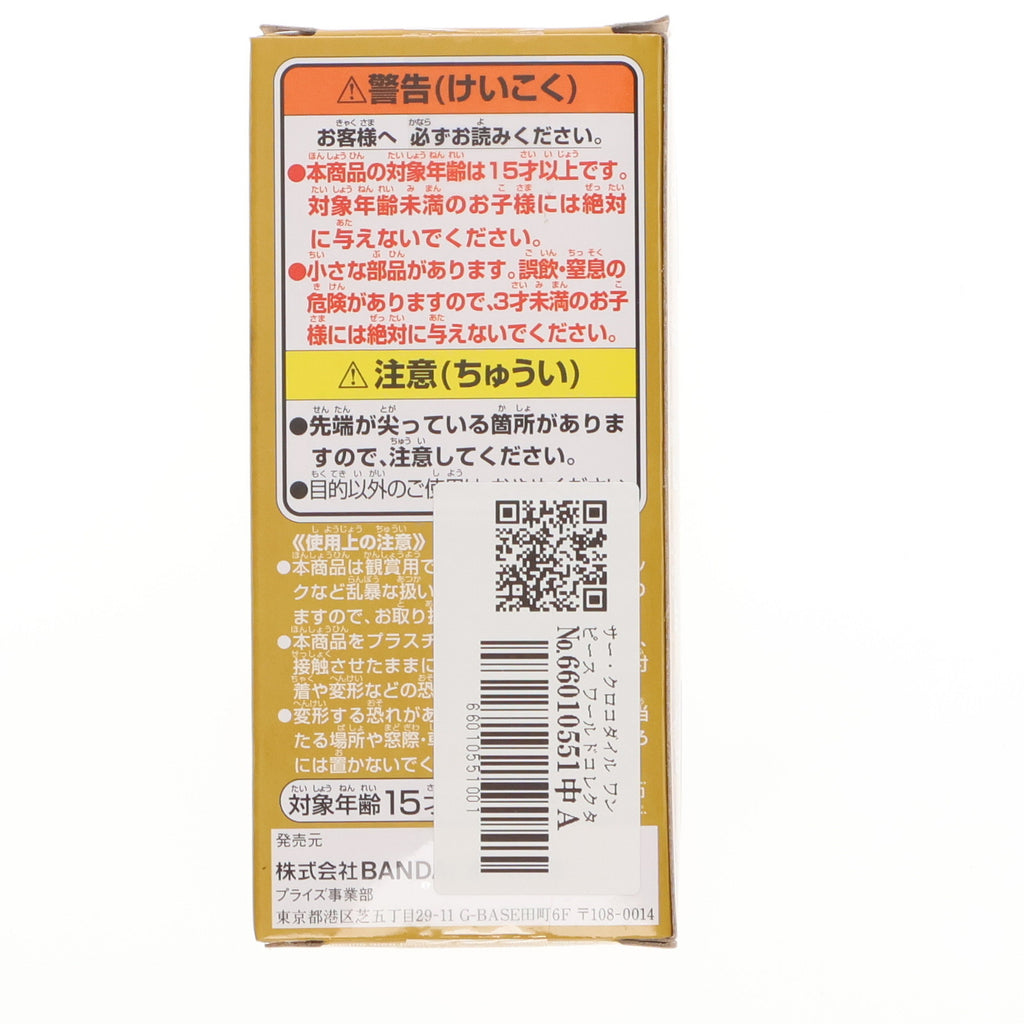 ⚠警告(けいこく)
お客様へ 必ずお読みください。
●本商品の対象年齢は15才以上です。
対象年齢未満のお子様には絶対
に与えないでください。
●小さな部品があります。誤飲・窒息の
危険がありますので、3才未満のお子
様には絶対に与えないでください。
⚠注意(ちゅうい)
●先端が尖っている箇所がありま
すので、注意してください。
●目的以外のご使用は
《使用上の注意》
●本商品は観賞用で
クなど乱暴な扱い
ますので、お取り扱
●本商品をプラスチ
接触させたままに
着や変形などの恐
●変形する恐れがあ
たる場所や窓際・車
には置かないでく
対象年齢15才
発売元
株式会社BANDA
プライズ事業部
東京都港区芝五丁目29-11 G-BASE田町6F 〒108-0014
サー・クロコダイル ワン
ピース ワールドコレクタ
No.66010551中A
660105510011